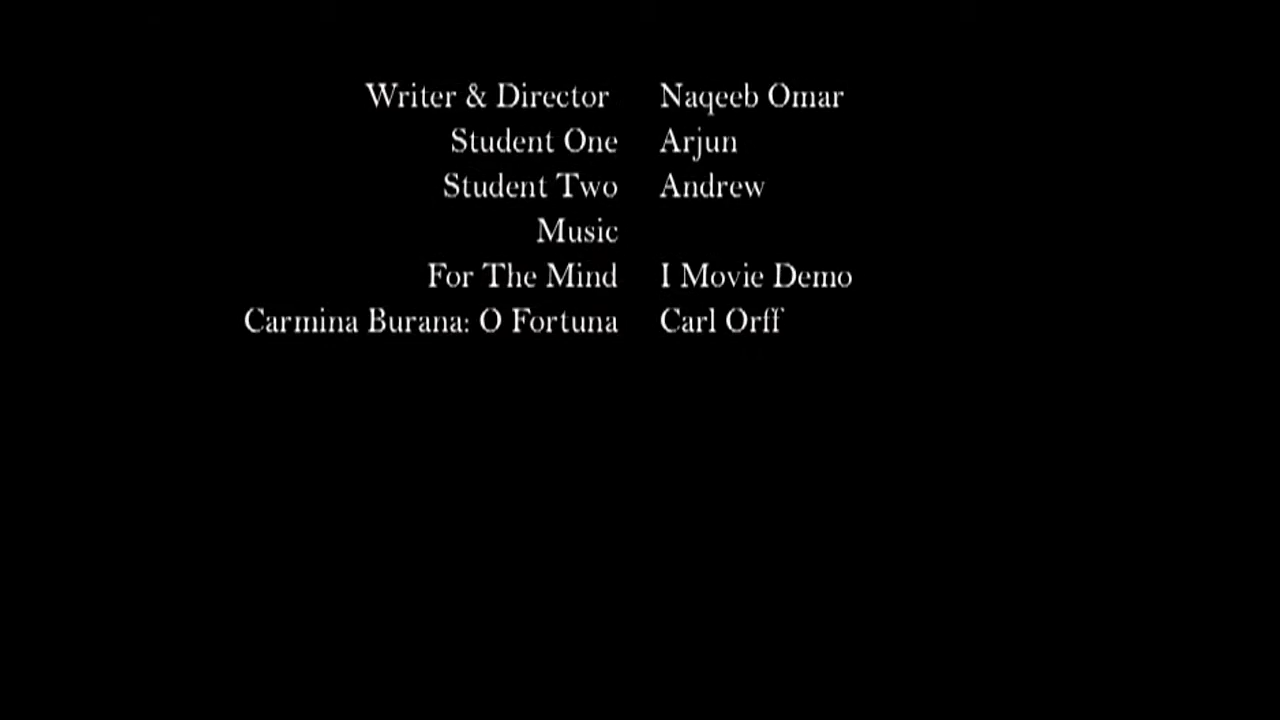 Writer & Director Naqeeb Omar
Student One Arjun
Student Two Andrew
Music
For The Mind I Movie Demo
Carmina Burana: O Fortuna Carl Orff